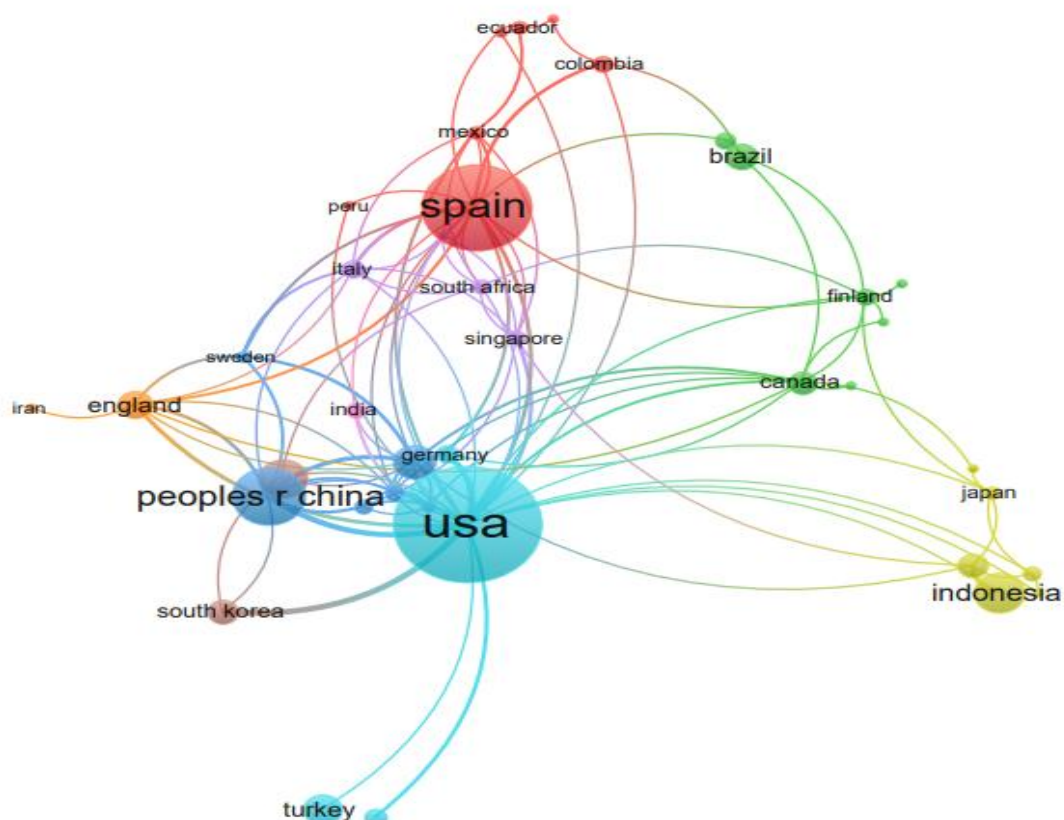 ecuador
colombia
mexico
brazil
spain
peru
italy
south africa
finland
singapore
sweden
canada
iran
england
india
germany
peoples r china
japan
usa
indonesia
south korea
turkey